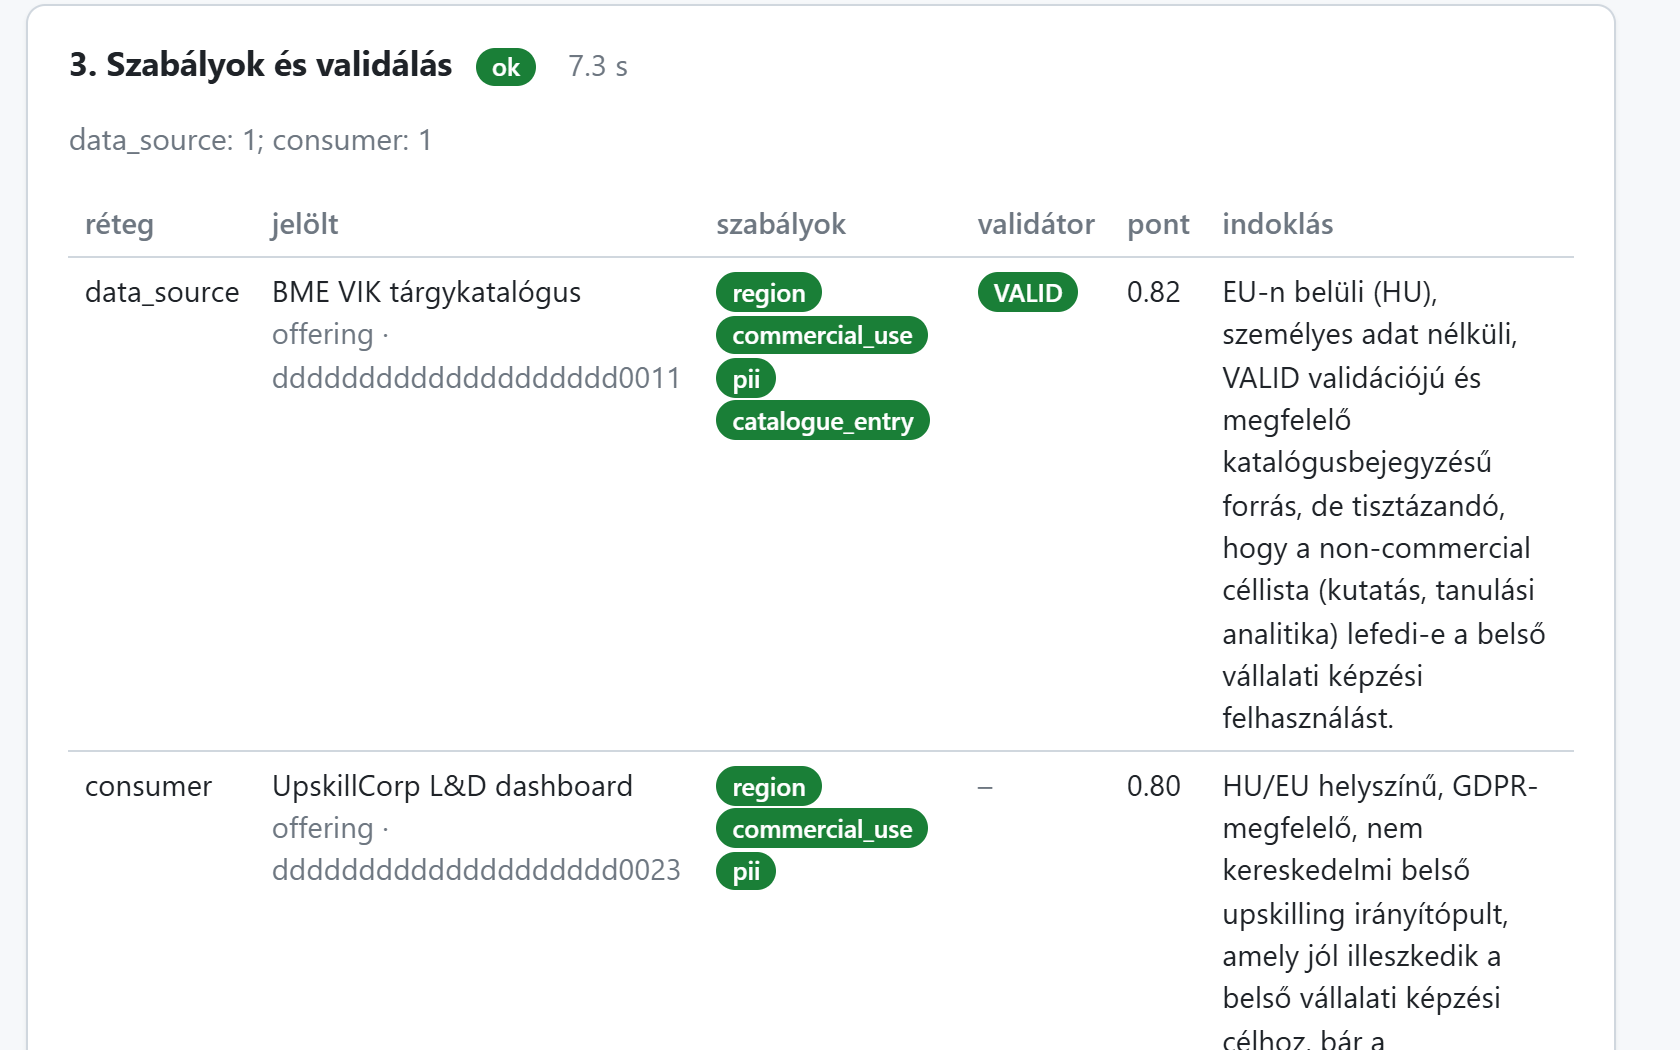 3. Szabályok és validálás ok 7.3 s
data_source: 1; consumer: 1
réteg jelölt szabályok validátor pont indoklás
data_source BME VIK tárgykatalógus region VALID 0.82 EU-n belüli (HU),
offering · commercial_use személyes adat nélküli,
dddddddddddddddddddd0011 pii VALID validációjú és
catalogue_entry megfelelő
katalógusbejegyzésű
forrás, de tisztázandó,
hogy a non-commercial
céllista (kutatás, tanulási
analitika) lefedi-e a belső
vállalati képzési
felhasználást.
consumer UpskillCorp L&D dashboard region – 0.80 HU/EU helyszínű, GDPR-
offering · commercial_use megfelelő, nem
dddddddddddddddddddd0023 pii kereskedelmi belső
upskilling irányítópult,
amely jól illeszkedik a
belső vállalati képzési
célhoz, bár a